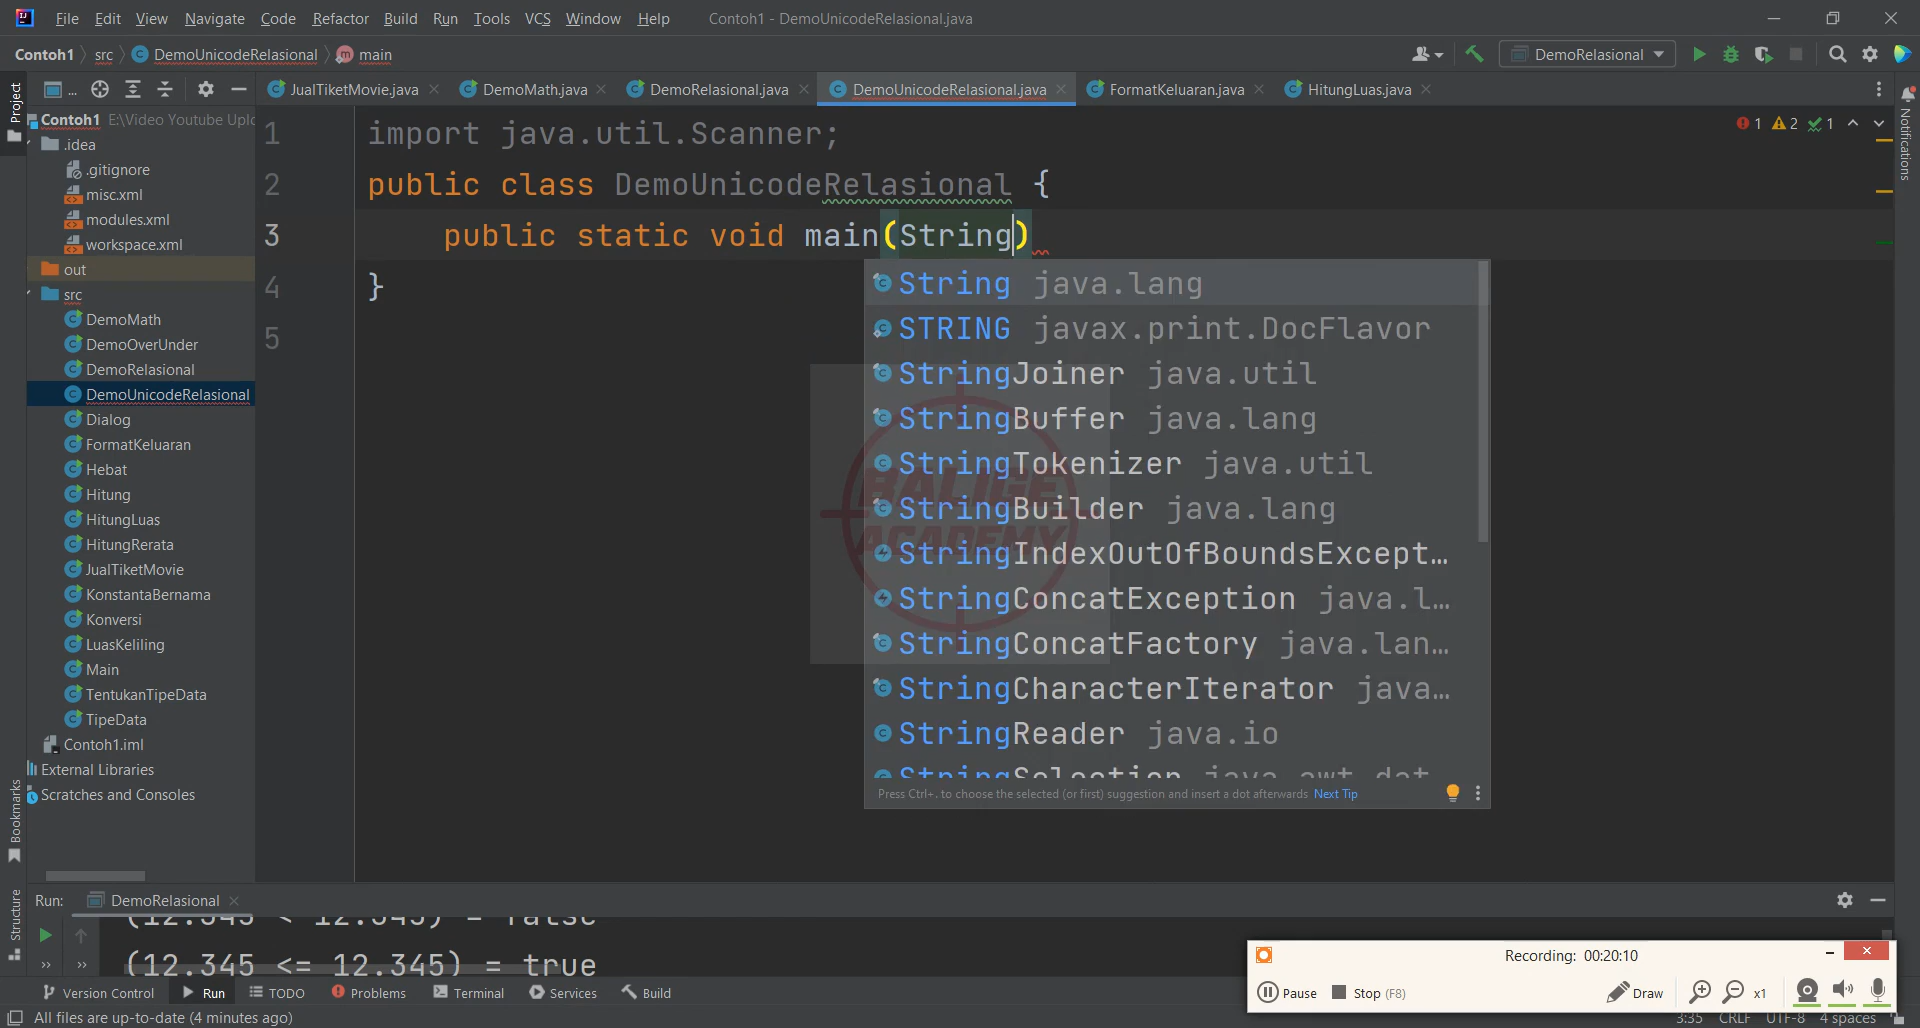 File Edit View Navigate Code Refactor Build Run Tools VCS Window Help Contoh1 - DemoUnicodeRelasional.java
Contoh1 src DemoUnicodeRelasional main DemoRelasional
Project ... JualTiketMovie.java DemoMath.java DemoRelasional.java DemoUnicodeRelasional.java FormatKeluaran.java HitungLuas.java
Notifications
Contoh1 E:\Video Youtube Uplo
.idea
.gitignore
misc.xml
modules.xml
workspace.xml
out
src
DemoMath
DemoOverUnder
DemoRelasional
DemoUnicodeRelasional
Dialog
FormatKeluaran
Hebat
Hitung
HitungLuas
HitungRerata
JualTiketMovie
KonstantaBernama
Konversi
LuasKeliling
Main
TentukanTipeData
TipeData
Contoh1.iml
External Libraries
Scratches and Consoles
Bookmarks
Structure
1 import java.util.Scanner;
2 public class DemoUnicodeRelasional {
3 public static void main(String)
4 }
5
1 2 1
String java.lang
STRING javax.print.DocFlavor
StringJoiner java.util
StringBuffer java.lang
StringTokenizer java.util
StringBuilder java.lang
StringIndexOutOfBoundsExcept...
StringConcatException java.l...
StringConcatFactory java.lan...
StringCharacterIterator java...
StringReader java.io
StringSelection java.awt.dat
Press Ctrl+. to choose the selected (or first) suggestion and insert a dot afterwards Next Tip
BALIGE
ACADEMY
Run: DemoRelasional
(12.345 < 12.345) = false
(12.345 <= 12.345) = true
Recording: 00:20:10
Pause Stop (F8) Draw x1
Version Control Run TODO Problems Terminal Services Build
All files are up-to-date (4 minutes ago)
3:35 CRLF UTF-8 4 spaces